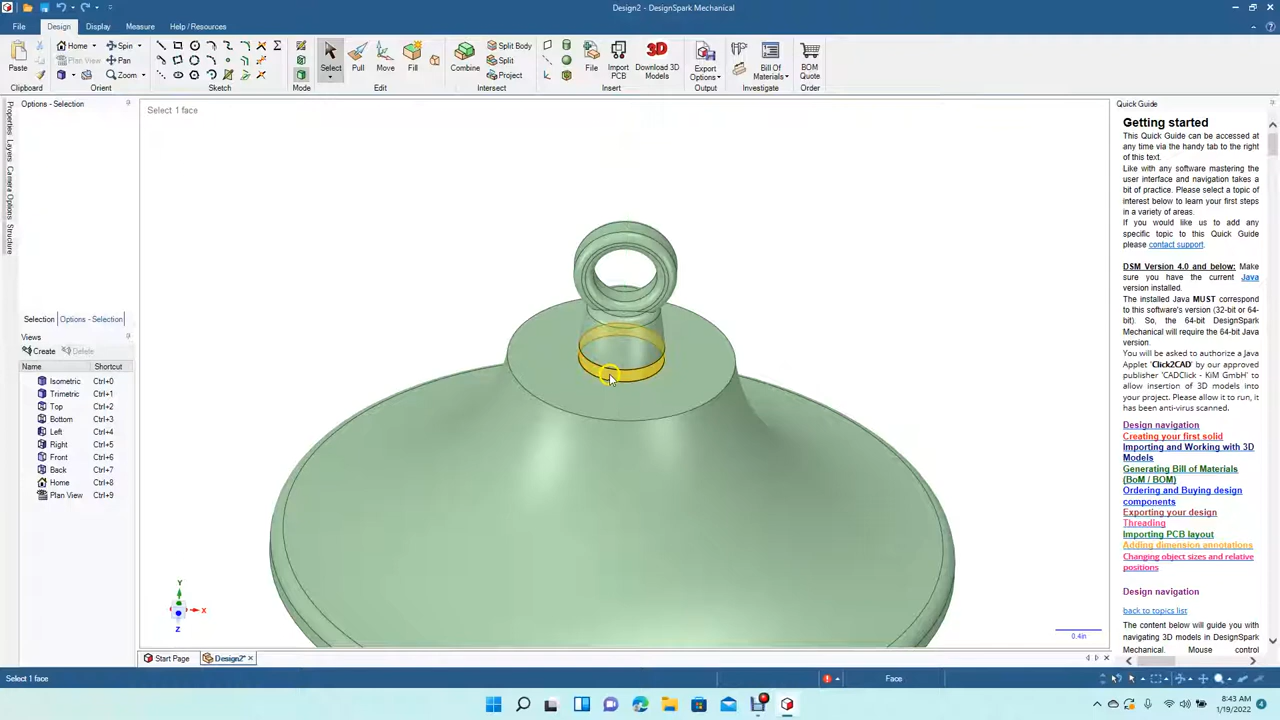 Design2 - DesignSpark Mechanical
File Design Display Measure Help / Resources
Paste Home Spin Plan View Pan Zoom Select Pull Move Fill Combine Split Body Split Project File Import PCB Download 3D Models Export Options Bill Of Materials BOM Quote
Clipboard Orient Sketch Mode Edit Intersect Insert Output Investigate Order
Options - Selection
Select 1 face
Properties
Layers
Camera Options
Structure
Selection Options - Selection
Views
Create Delete
Name Shortcut
Isometric Ctrl+0
Trimetric Ctrl+1
Top Ctrl+2
Bottom Ctrl+3
Left Ctrl+4
Right Ctrl+5
Front Ctrl+6
Back Ctrl+7
Home Ctrl+8
Plan View Ctrl+9
Y
X
Z
0.4in
Quick Guide
Getting started
This Quick Guide can be accessed at
any time via the handy tab to the right
of this text.
Like with any software mastering the
user interface and navigation takes a
bit of practice. Please select a topic of
interest below to learn your first steps
in a variety of areas.
If you would like us to add any
specific topic to this Quick Guide
please contact support.
DSM Version 4.0 and below: Make
sure you have the current Java
version installed.
The installed Java MUST correspond
to this software's version (32-bit or 64-
bit). So, the 64-bit DesignSpark
Mechanical will require the 64-bit Java
version.
You will be asked to authorize a Java
Applet 'Click2CAD' by our approved
publisher 'CADClick - KiM GmbH' to
allow insertion of 3D models into
your project. Please allow it to run, it
has been anti-virus scanned.
Design navigation
Creating your first solid
Importing and Working with 3D
Models
Generating Bill of Materials
(BoM / BOM)
Ordering and Buying design
components
Exporting your design
Threading
Importing PCB layout
Adding dimension annotations
Changing object sizes and relative
positions
Design navigation
back to topics list
The content below will guide you with
navigating 3D models in DesignSpark
Mechanical. Mouse control
Start Page Design2*
Select 1 face Face
8:43 AM
1/19/2022